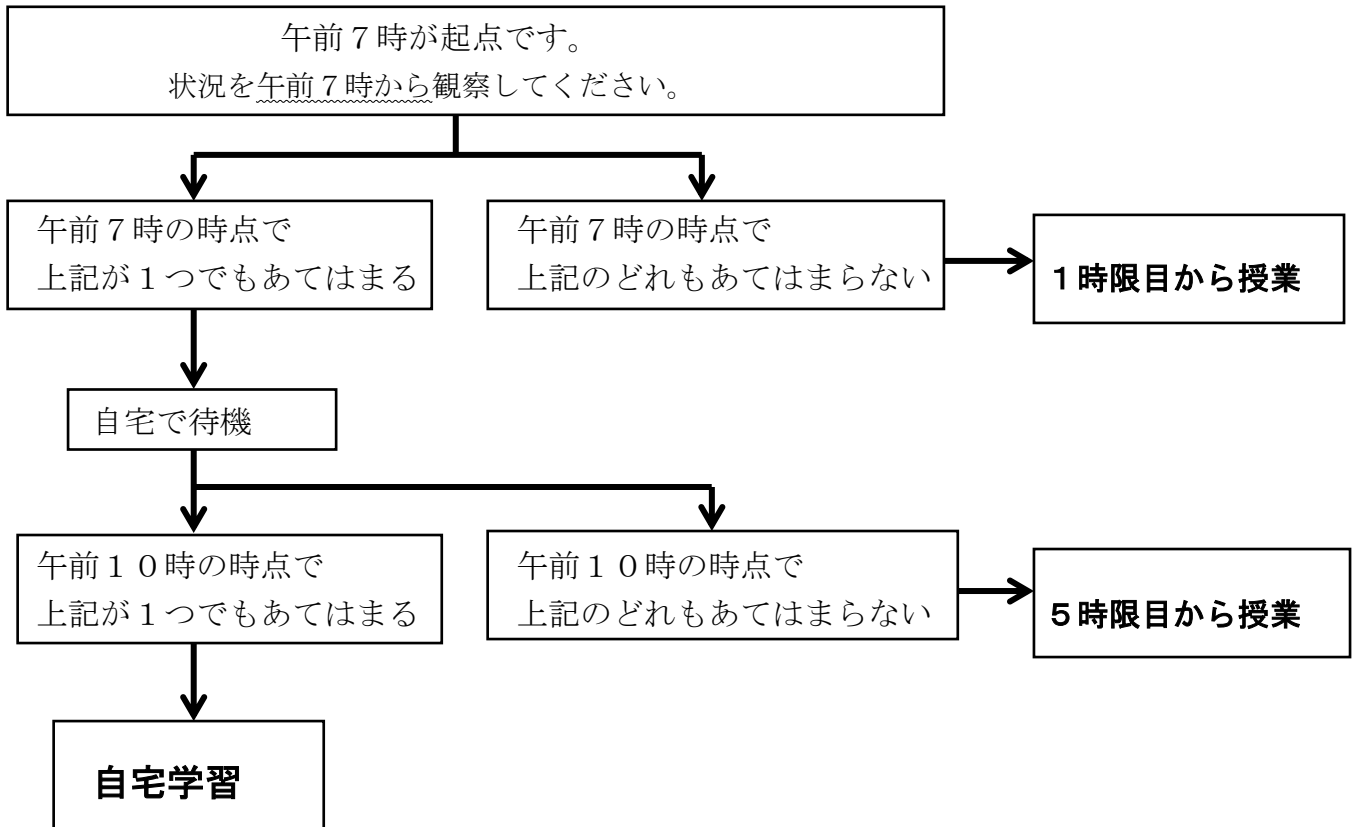 午前７時が起点です。
状況を午前７時から観察してください。
午前７時の時点で
上記が１つでもあてはまる
午前７時の時点で
上記のどれもあてはまらない
１時限目から授業
自宅で待機
午前１０時の時点で
上記が１つでもあてはまる
午前１０時の時点で
上記のどれもあてはまらない
５時限目から授業
自宅学習